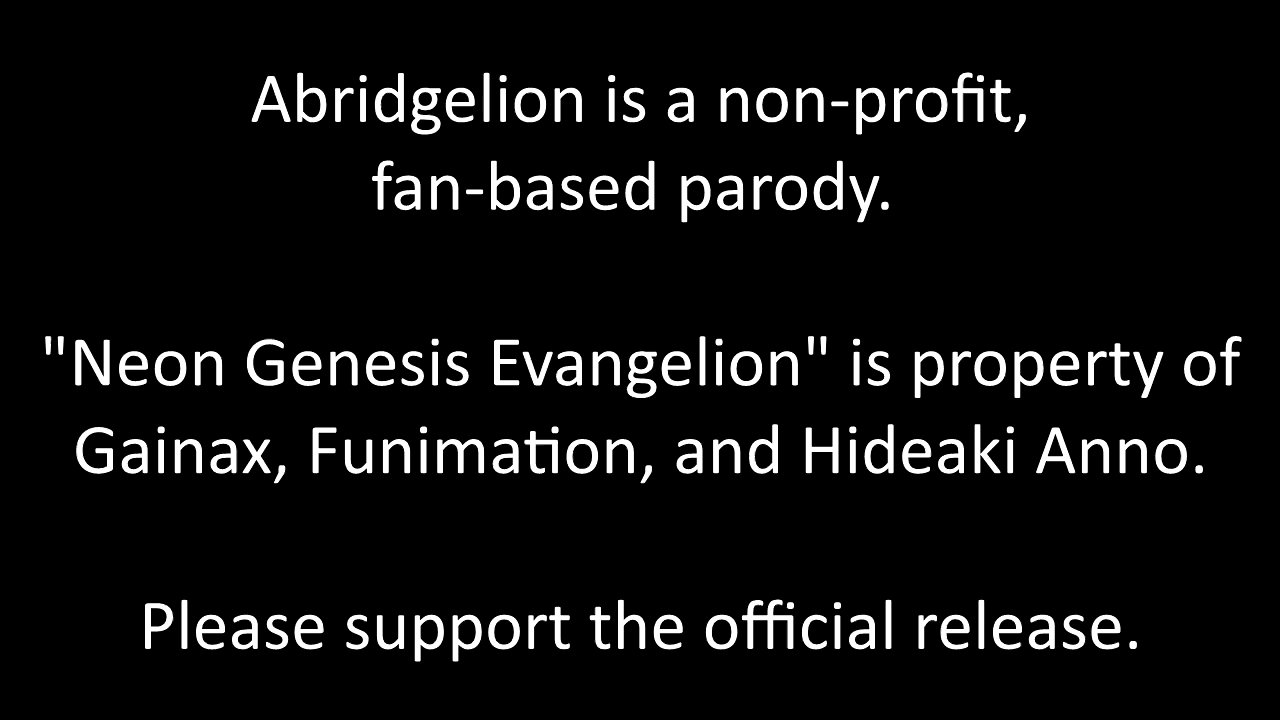 Abridgelion is a non-profit,
fan-based parody.
"Neon Genesis Evangelion" is property of
Gainax, Funimation, and Hideaki Anno.
Please support the official release.